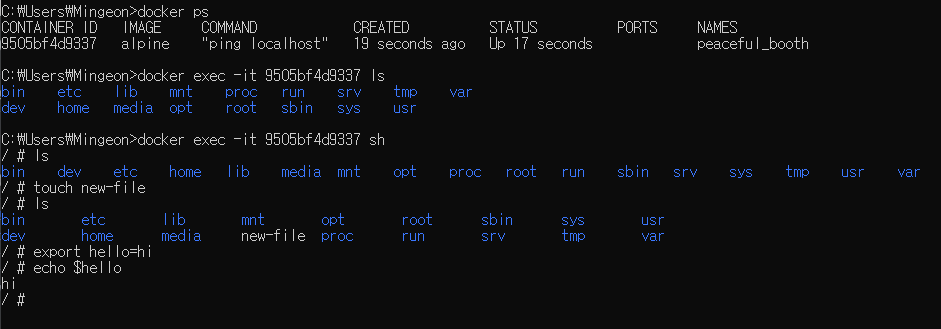 C:₩Users₩Mingeon>docker ps
CONTAINER ID   IMAGE     COMMAND            CREATED          STATUS          PORTS     NAMES
9505bf4d9337   alpine    "ping localhost"   19 seconds ago   Up 17 seconds             peaceful_booth
C:₩Users₩Mingeon>docker exec -it 9505bf4d9337 ls
bin    etc    lib    mnt    proc   run    srv    tmp    var
dev    home   media  opt    root   sbin   sys    usr
C:₩Users₩Mingeon>docker exec -it 9505bf4d9337 sh
/ # ls
bin    dev    etc    home   lib    media  mnt    opt    proc   root   run    sbin   srv    sys    tmp    usr    var
/ # touch new-file
/ # ls
bin       etc       lib       mnt       opt       root      sbin      sys       usr
dev       home      media     new-file  proc      run       srv       tmp       var
/ # export hello=hi
/ # echo $hello
hi
/ #